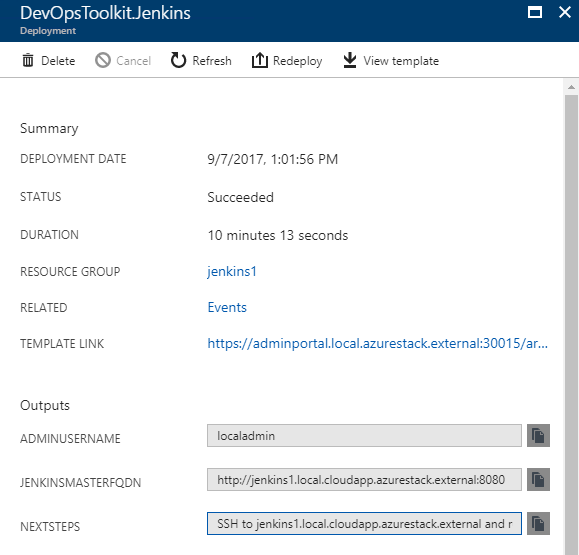 DevOpsToolkit.Jenkins
Deployment
Delete Cancel Refresh Redeploy View template
Summary
DEPLOYMENT DATE 9/7/2017, 1:01:56 PM
STATUS Succeeded
DURATION 10 minutes 13 seconds
RESOURCE GROUP jenkins1
RELATED Events
TEMPLATE LINK https://adminportal.local.azurestack.external:30015/ar...
Outputs
ADMINUSERNAME localadmin
JENKINSMASTERFQDN http://jenkins1.local.cloudapp.azurestack.external:8080
NEXTSTEPS SSH to jenkins1.local.cloudapp.azurestack.external and r